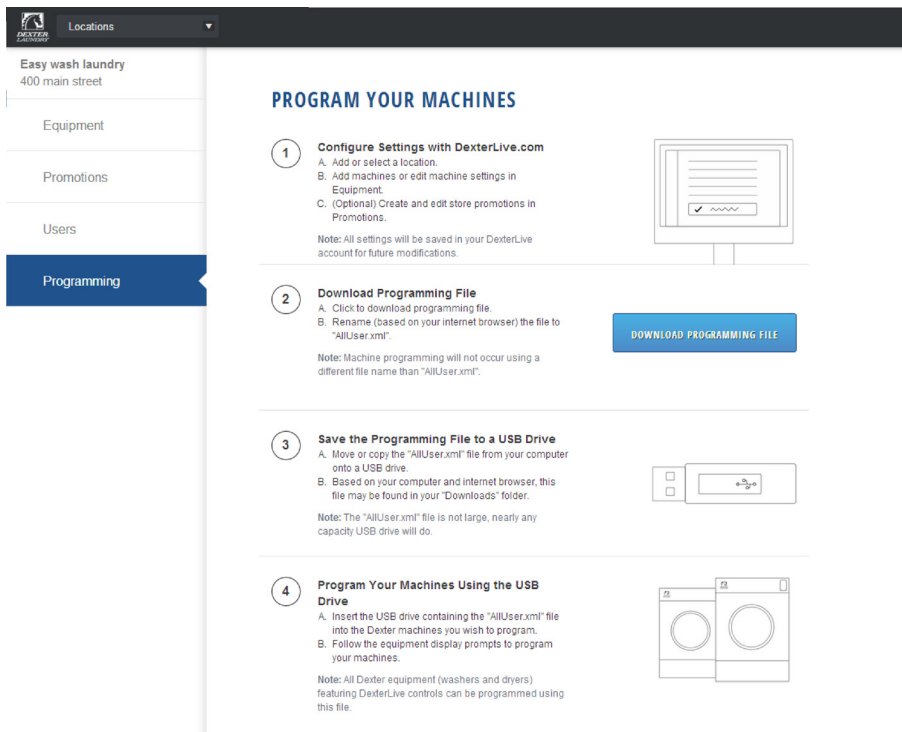 DEXTER
LAUNDRY
Locations
Easy wash laundry
400 main street
Equipment
Promotions
Users
Programming
PROGRAM YOUR MACHINES
1
Configure Settings with DexterLive.com
A. Add or select a location.
B. Add machines or edit machine settings in
Equipment.
C. (Optional) Create and edit store promotions in
Promotions.
Note: All settings will be saved in your DexterLive
account for future modifications.
2
Download Programming File
A. Click to download programming file.
B. Rename (based on your internet browser) the file to
"AllUser.xml".
Note: Machine programming will not occur using a
different file name than "AllUser.xml".
DOWNLOAD PROGRAMMING FILE
3
Save the Programming File to a USB Drive
A. Move or copy the "AllUser.xml" file from your computer
onto a USB drive.
B. Based on your computer and internet browser, this
file may be found in your "Downloads" folder.
Note: The "AllUser.xml" file is not large, nearly any
capacity USB drive will do.
4
Program Your Machines Using the USB
Drive
A. Insert the USB drive containing the "AllUser.xml" file
into the Dexter machines you wish to program.
B. Follow the equipment display prompts to program
your machines.
Note: All Dexter equipment (washers and dryers)
featuring DexterLive controls can be programmed using
this file.